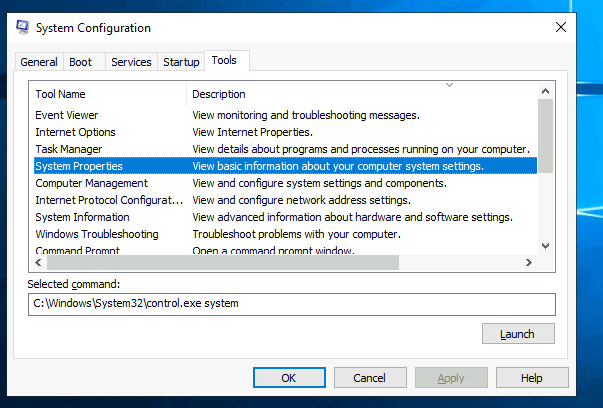 System Configuration
General Boot Services Startup Tools
Tool Name Description
Event Viewer View monitoring and troubleshooting messages.
Internet Options View Internet Properties.
Task Manager View details about programs and processes running on your computer.
System Properties View basic information about your computer system settings.
Computer Management View and configure system settings and components.
Internet Protocol Configurat... View and configure network address settings.
System Information View advanced information about hardware and software settings.
Windows Troubleshooting Troubleshoot problems with your computer.
Command Prompt Open a command prompt window.
Selected command:
C:\Windows\System32\control.exe system
Launch
OK Cancel Apply Help